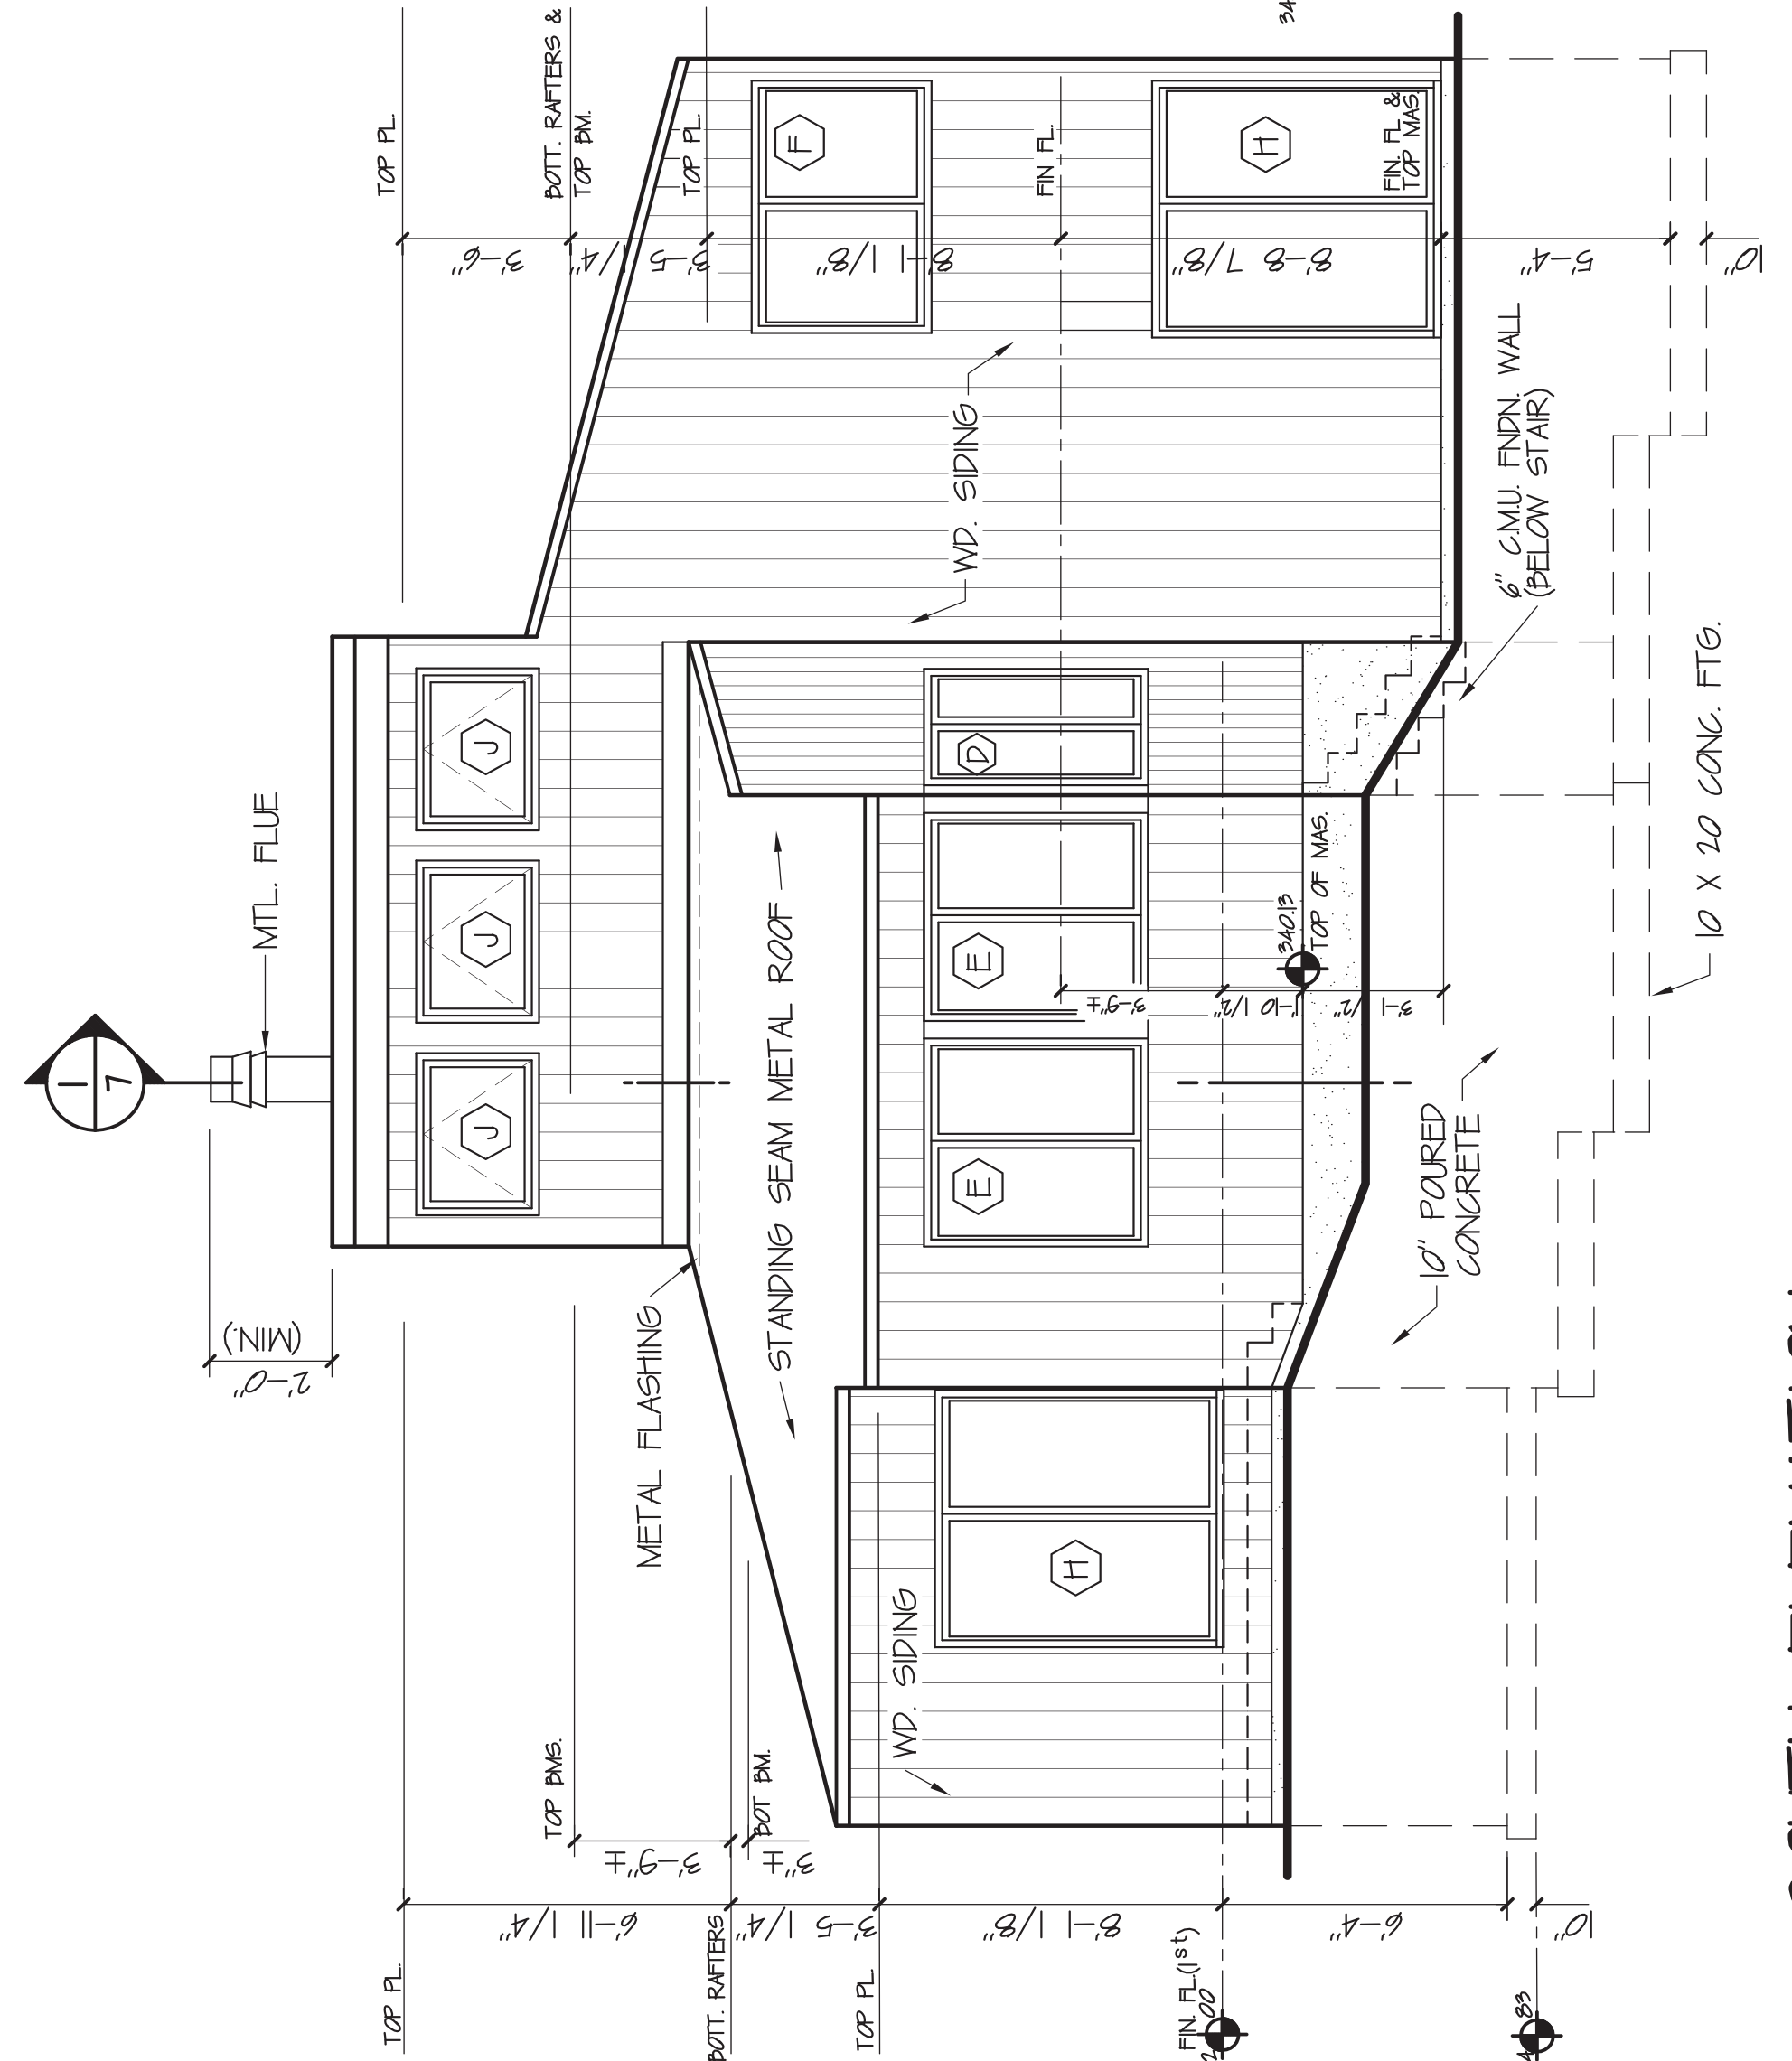 1
7
MTL. FLUE
2'-0"
(MIN.)
TOP PL.
BOTT. RAFTERS &
TOP BM.
TOP PL.
FIN FL.
FIN. FL &
TOP MAS.
3'-6"
3'-5 1/4"
8'-1 1/8"
8'-8 7/8"
5'-4"
10"
F
H
WD. SIDING
6" C.M.U. FNDN. WALL
(BELOW STAIR)
10 X 20 CONC. FTG.
J
J
J
D
E
E
METAL FLASHING
STANDING SEAM METAL ROOF
340.13
TOP OF MAS.
3'-9"±
1'-10 1/2"
3'-1 1/2"
10" POURED
CONCRETE
H
WD. SIDING
TOP BMS.
BOT BM.
3'-9"±
3"±
6'-11 1/4"
3'-5 1/4"
8'-1 1/8"
6'-4"
10"
TOP PL.
BOTT. RAFTERS
TOP PL.
FIN. FL.(1st)